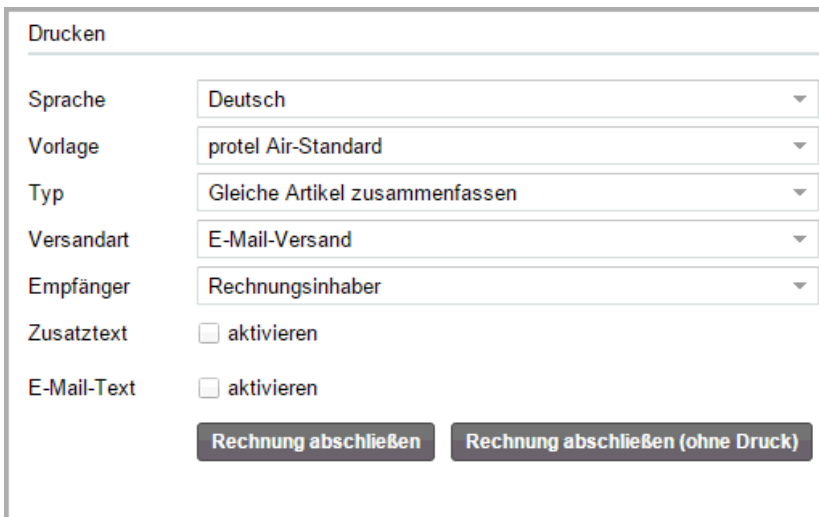 Drucken
Sprache Deutsch
Vorlage protel Air-Standard
Typ Gleiche Artikel zusammenfassen
Versandart E-Mail-Versand
Empfänger Rechnungsinhaber
Zusatztext aktivieren
E-Mail-Text aktivieren
Rechnung abschließen Rechnung abschließen (ohne Druck)